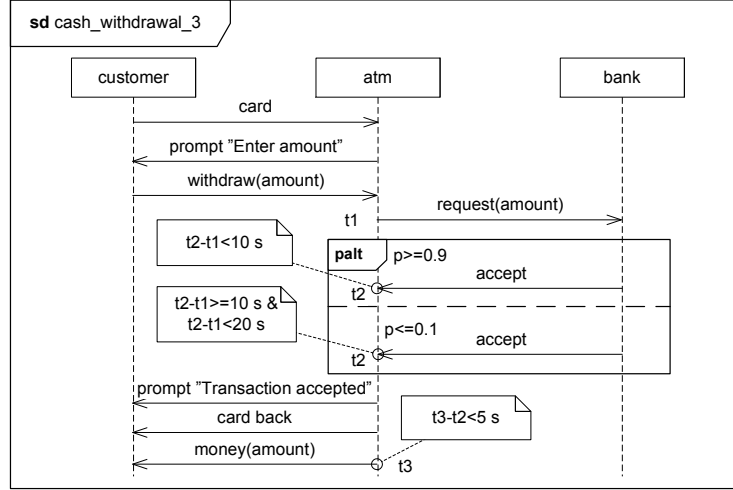 sd cash_withdrawal_3
customer
atm
bank
card
prompt "Enter amount"
withdraw(amount)
t1
request(amount)
t2-t1<10 s
palt
p>=0.9
accept
t2
t2-t1>=10 s &
t2-t1<20 s
p<=0.1
accept
t2
prompt "Transaction accepted"
card back
t3-t2<5 s
money(amount)
t3